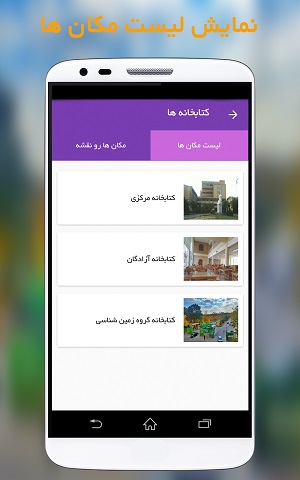 نمایش لیست مکان ها
کتابخانه ها
لیست مکان ها
مکان ها رو نقشه
کتابخانه مرکزی
کتابخانه آزادگان
کتابخانه گروه زمین شناسی